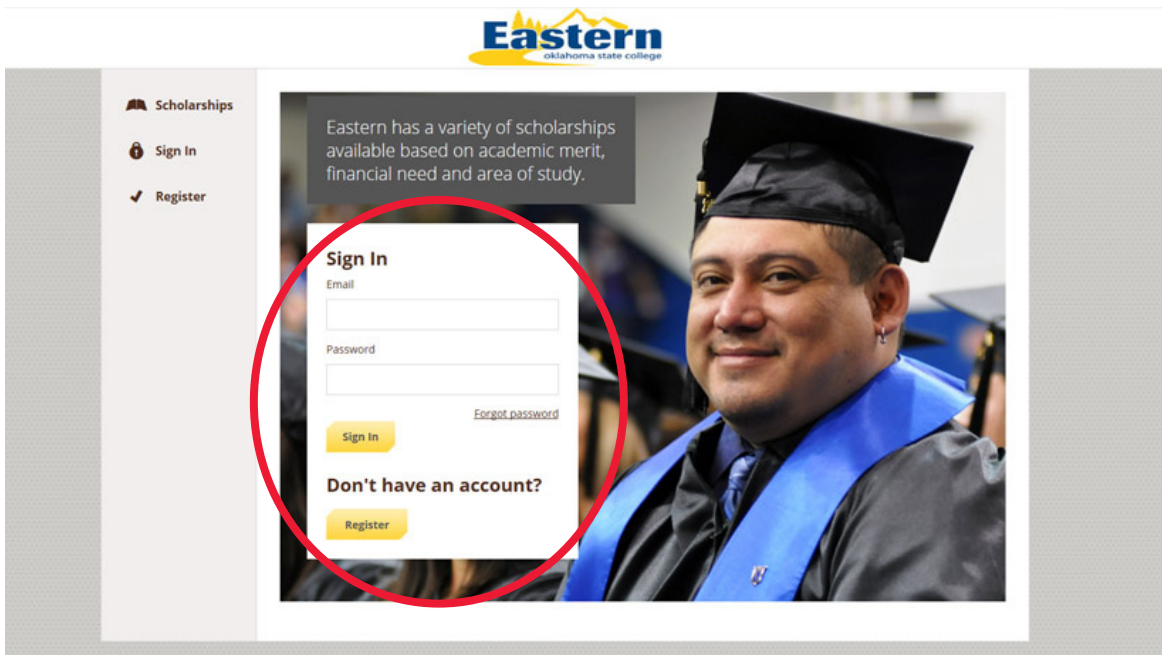 Eastern
oklahoma state college
Scholarships
Sign In
Register
Eastern has a variety of scholarships
available based on academic merit,
financial need and area of study.
Sign In
Email
Password
Forgot password
Sign In
Don't have an account?
Register